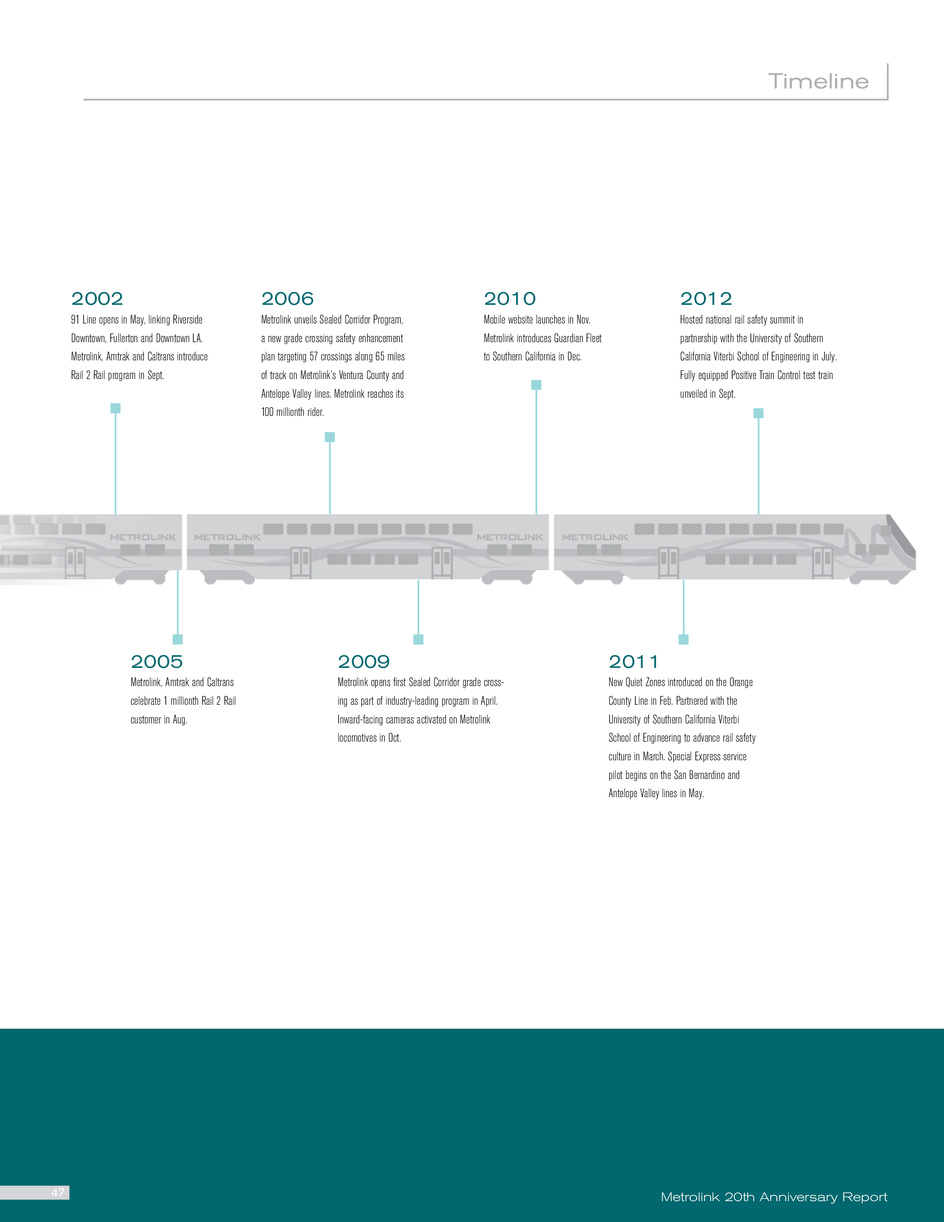 Timeline
2002
91 Line opens in May, linking Riverside
Downtown, Fullerton and Downtown LA.
Metrolink, Amtrak and Caltrans introduce
Rail 2 Rail program in Sept.
2006
Metrolink unveils Sealed Corridor Program,
a new grade crossing safety enhancement
plan targeting 57 crossings along 65 miles
of track on Metrolink's Ventura County and
Antelope Valley lines. Metrolink reaches its
100 millionth rider.
2010
Mobile website launches in Nov.
Metrolink introduces Guardian Fleet
to Southern California in Dec.
2012
Hosted national rail safety summit in
partnership with the University of Southern
California Viterbi School of Engineering in July.
Fully equipped Positive Train Control test train
unveiled in Sept.
METROLINK
METROLINK
METROLINK
METROLINK
2005
Metrolink, Amtrak and Caltrans
celebrate 1 millionth Rail 2 Rail
customer in Aug.
2009
Metrolink opens first Sealed Corridor grade cross-
ing as part of industry-leading program in April.
Inward-facing cameras activated on Metrolink
locomotives in Oct.
2011
New Quiet Zones introduced on the Orange
County Line in Feb. Partnered with the
University of Southern California Viterbi
School of Engineering to advance rail safety
culture in March. Special Express service
pilot begins on the San Bernardino and
Antelope Valley lines in May.
47
Metrolink 20th Anniversary Report